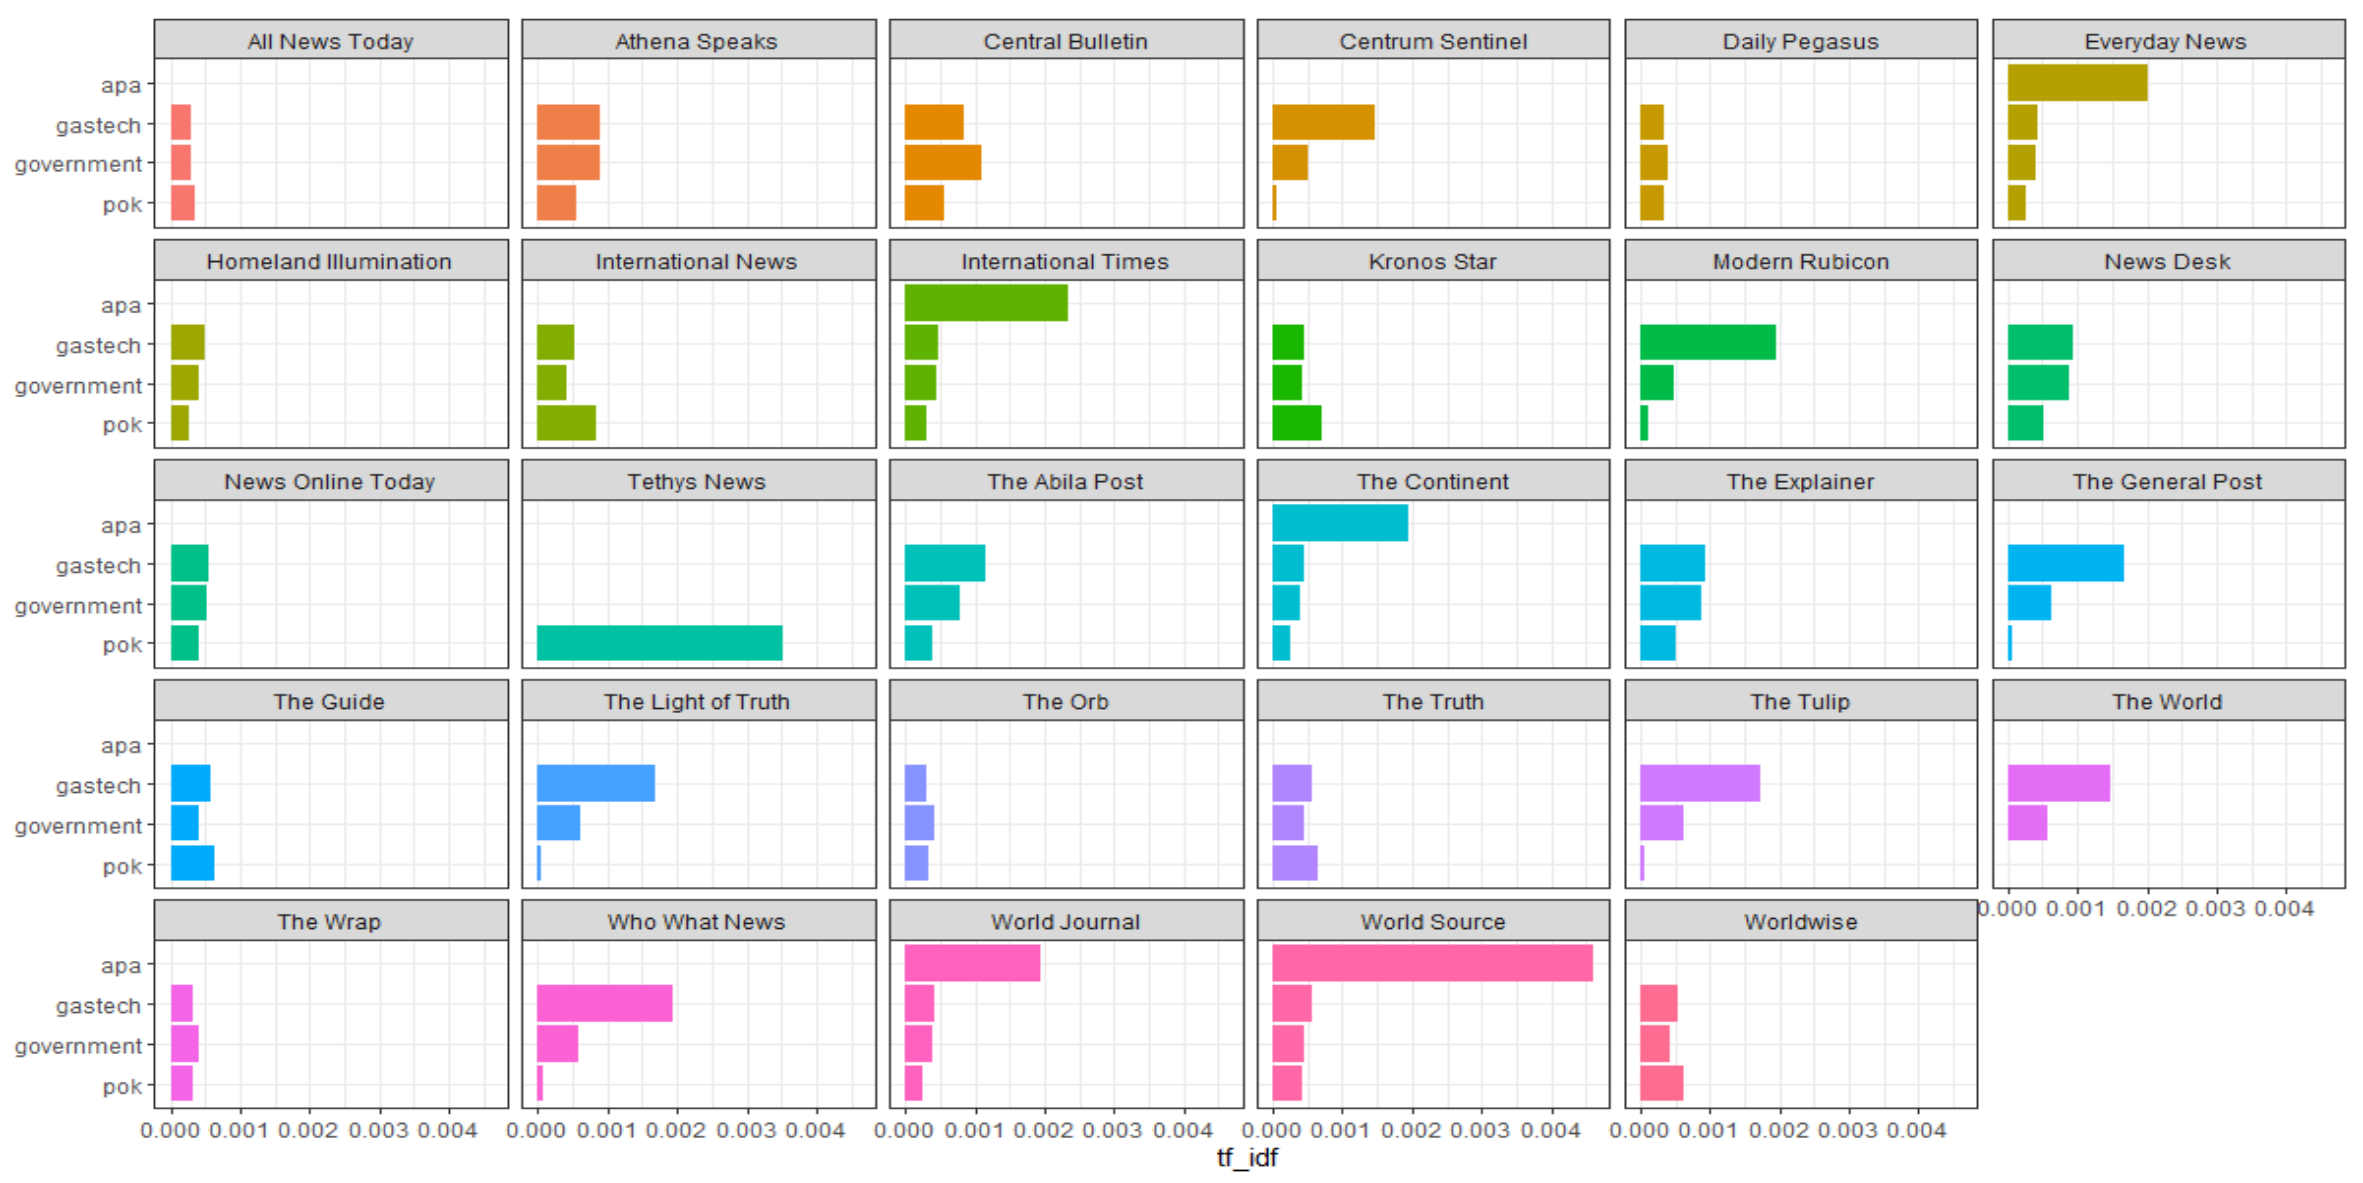 All News Today Athena Speaks Central Bulletin Centrum Sentinel Daily Pegasus Everyday News
apa
gastech
government
pok
Homeland Illumination International News International Times Kronos Star Modern Rubicon News Desk
apa
gastech
government
pok
News Online Today Tethys News The Abila Post The Continent The Explainer The General Post
apa
gastech
government
pok
The Guide The Light of Truth The Orb The Truth The Tulip The World
apa
gastech
government
pok
0.000 0.001 0.002 0.003 0.004
The Wrap Who What News World Journal World Source Worldwise
apa
gastech
government
pok
0.000 0.001 0.002 0.003 0.004 0.000 0.001 0.002 0.003 0.004 0.000 0.001 0.002 0.003 0.004 0.000 0.001 0.002 0.003 0.004 0.000 0.001 0.002 0.003 0.004
tf_idf